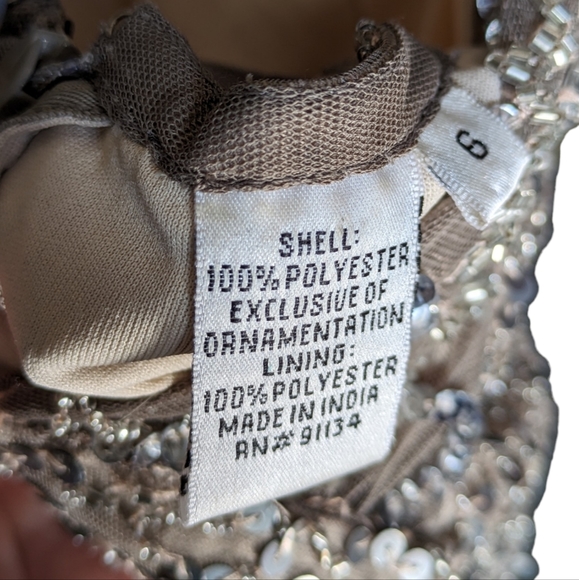 6
SHELL:
100% POLYESTER
EXCLUSIVE OF
ORNAMENTATION
LINING:
100% POLYESTER
MADE IN INDIA
RN# 91134